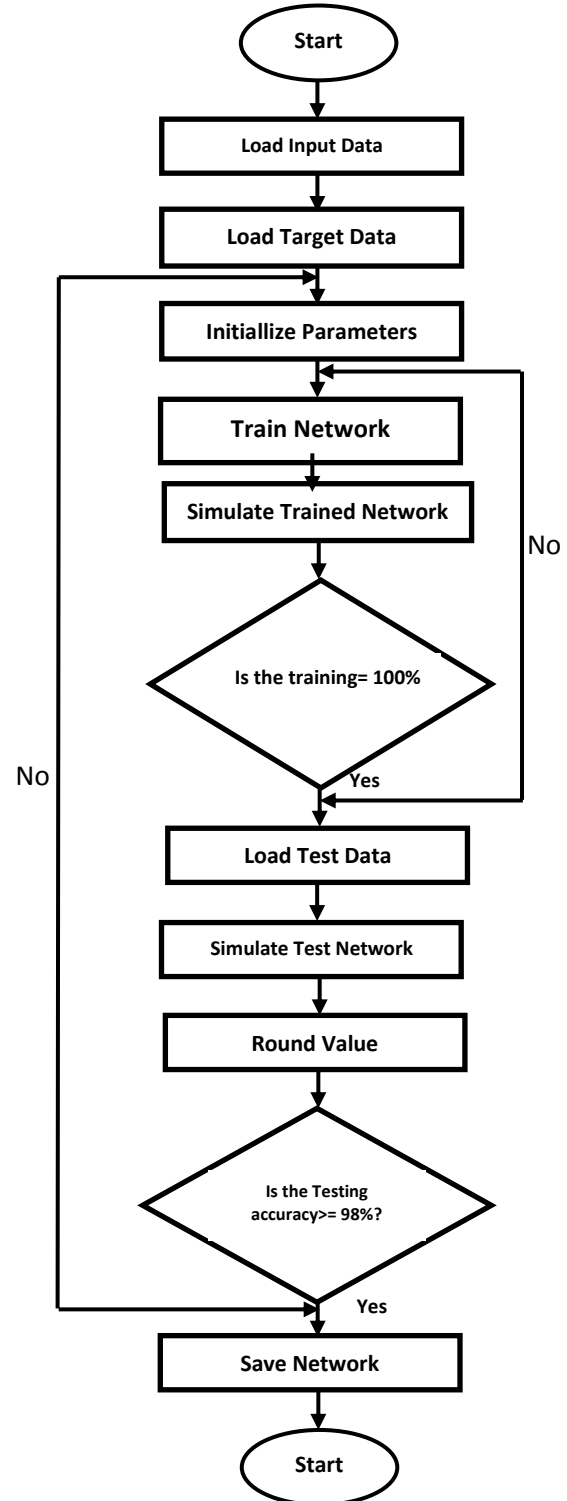 Start
Load Input Data
Load Target Data
Initiallize Parameters
Train Network
Simulate Trained Network
No
Is the training= 100%
No
Yes
Load Test Data
Simulate Test Network
Round Value
Is the Testing
accuracy>= 98%?
Yes
Save Network
Start